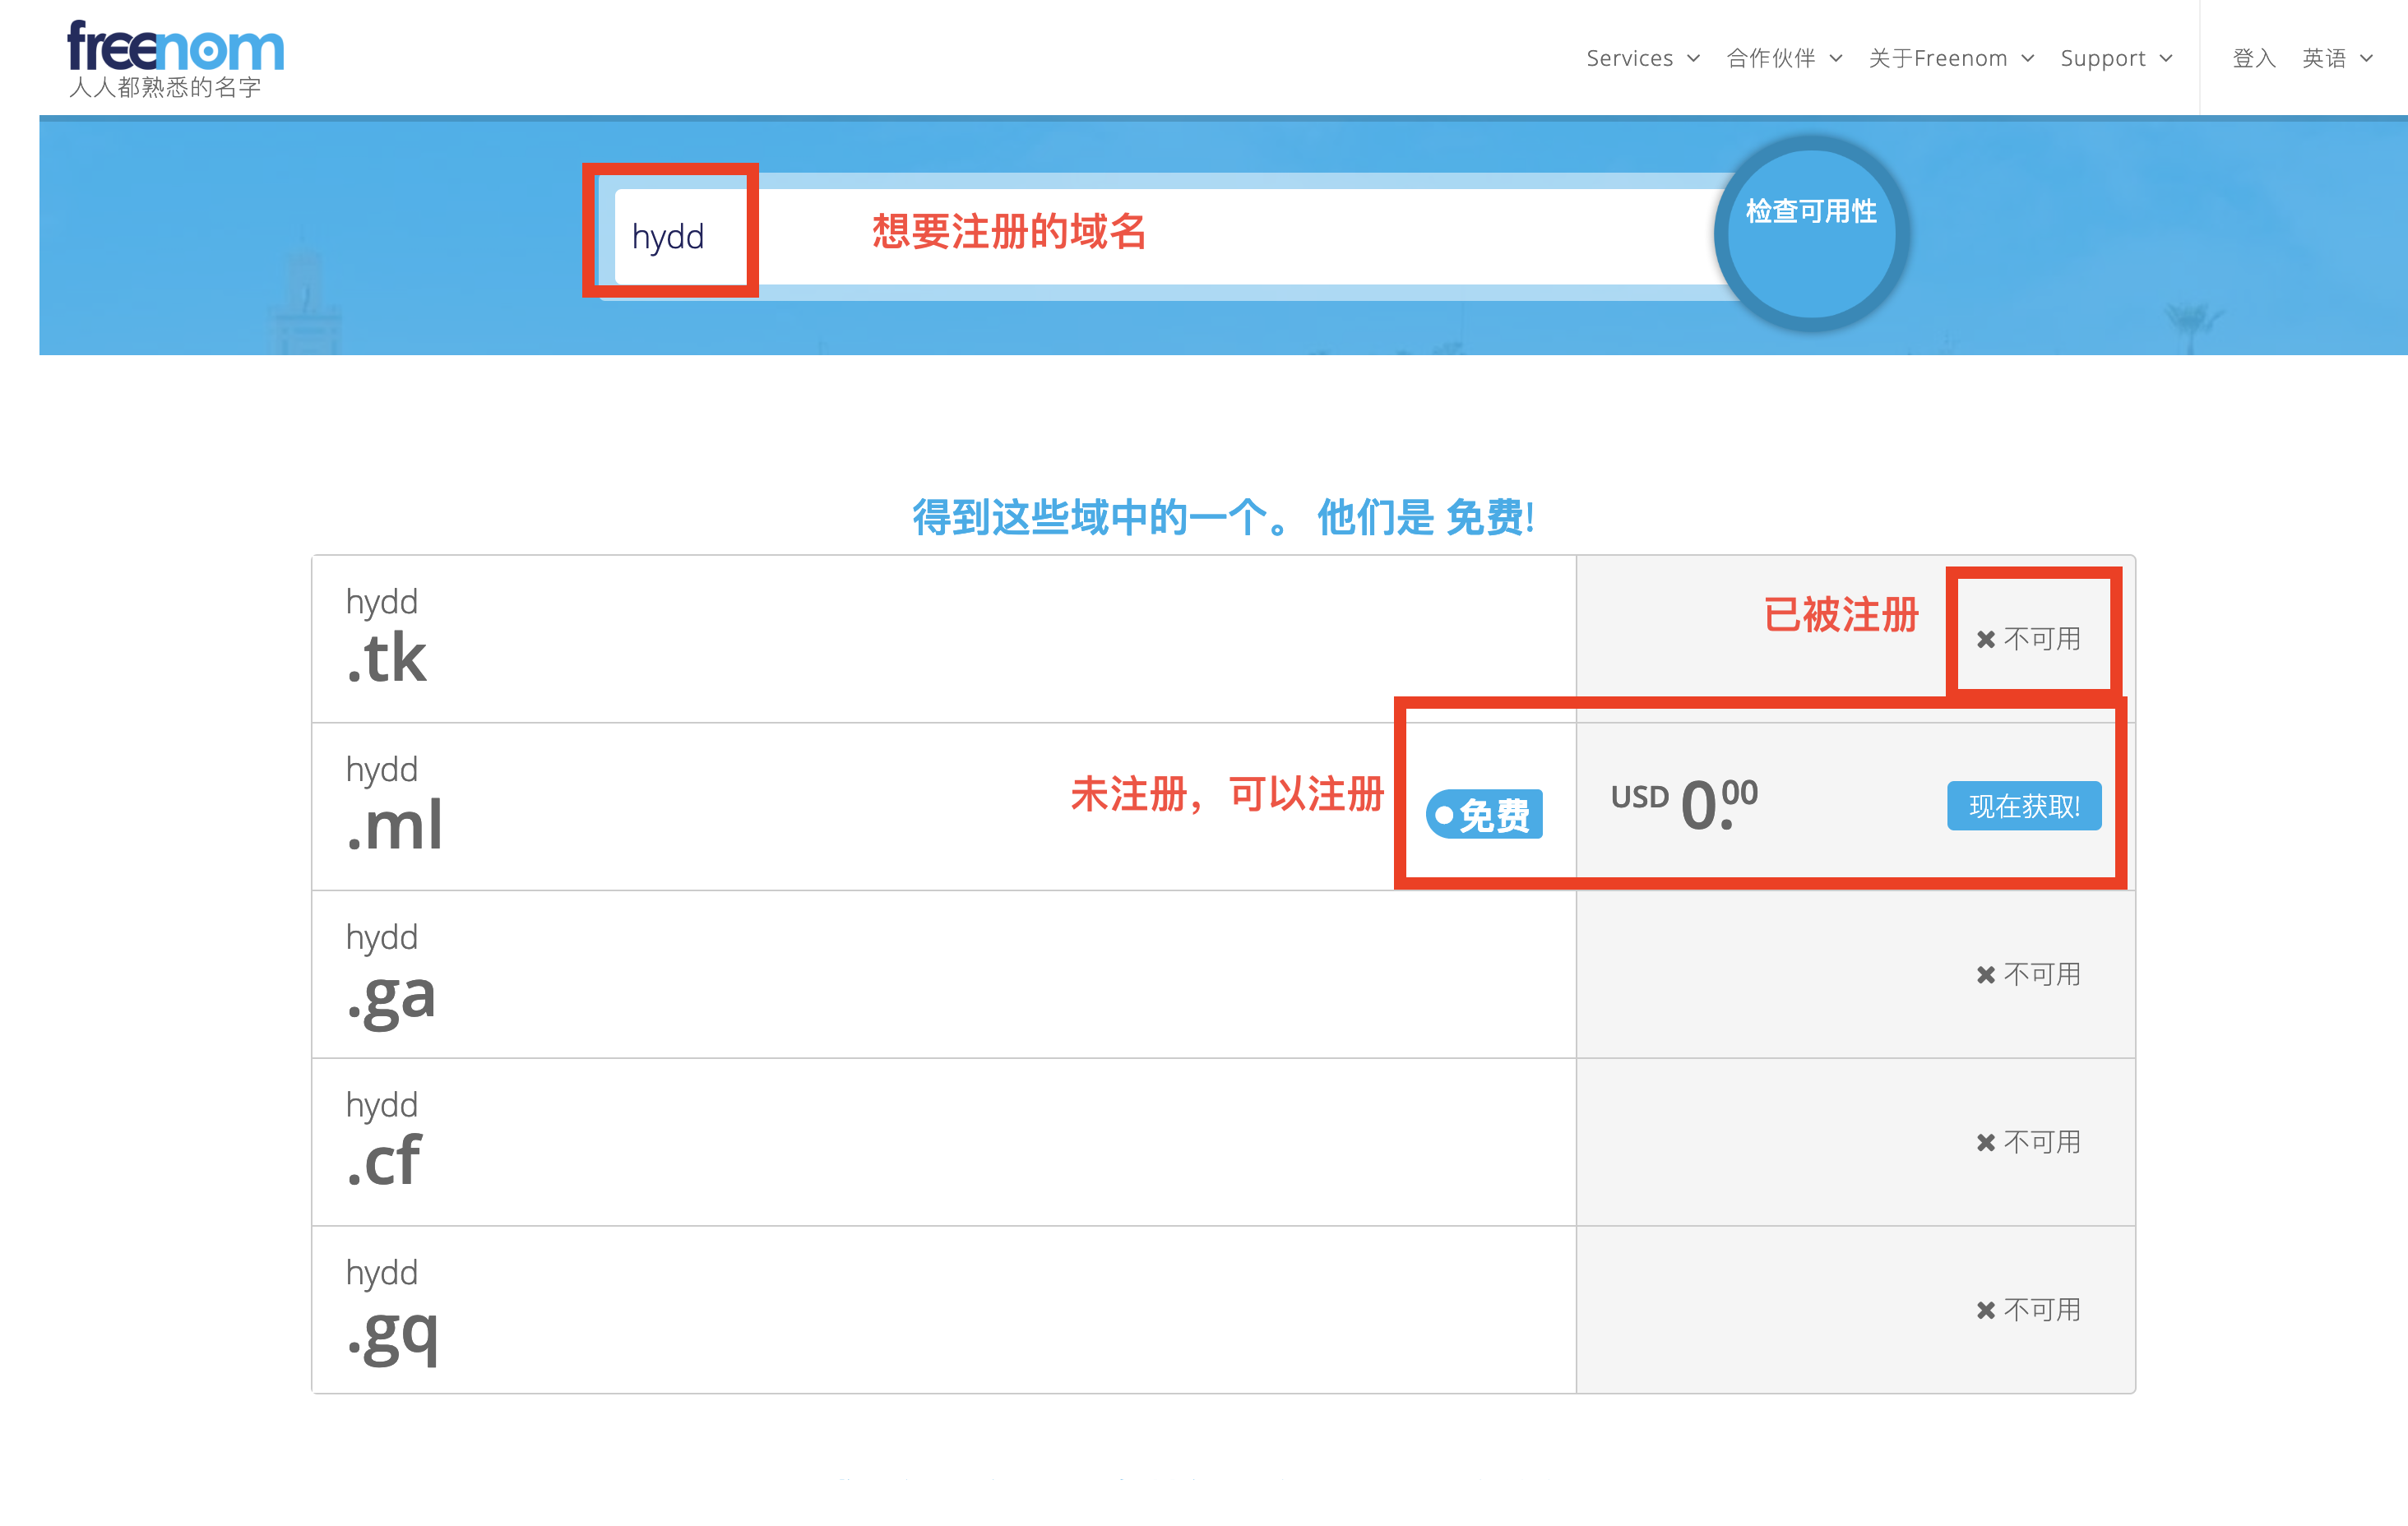 freenom
人人都熟悉的名字
Services 合作伙伴 关于Freenom Support 登入 英语
hydd
想要注册的域名
检查可用性
得到这些域中的一个。 他们是 免费!
hydd
.tk
已被注册
不可用
hydd
.ml
未注册，可以注册
免费
USD 0.00
现在获取!
hydd
.ga
不可用
hydd
.cf
不可用
hydd
.gq
不可用